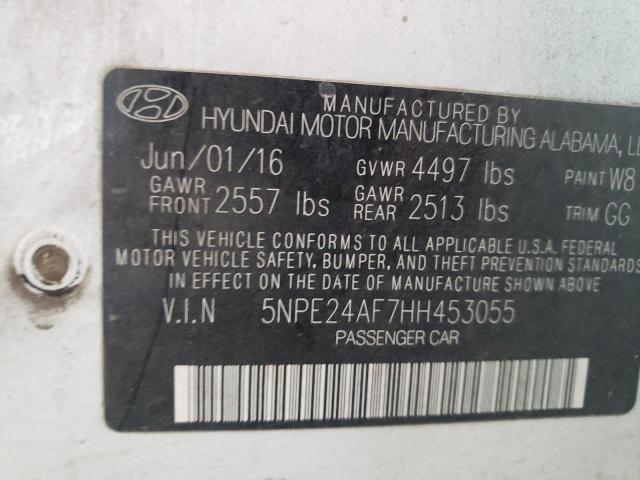 MANUFACTURED BY
HYUNDAI MOTOR MANUFACTURING ALABAMA,
Jun/01/16 GVWR 4497 lbs PAINT W8
GAWR FRONT 2557 lbs GAWR REAR 2513 lbs TRIM GG
THIS VEHICLE CONFORMS TO ALL APPLICABLE U.S.A. FEDERAL
MOTOR VEHICLE SAFETY, BUMPER, AND THEFT PREVENTION STANDARDS
IN EFFECT ON THE DATE OF MANUFACTURE SHOWN ABOVE.
V.I.N 5NPE24AF7HH453055
PASSENGER CAR